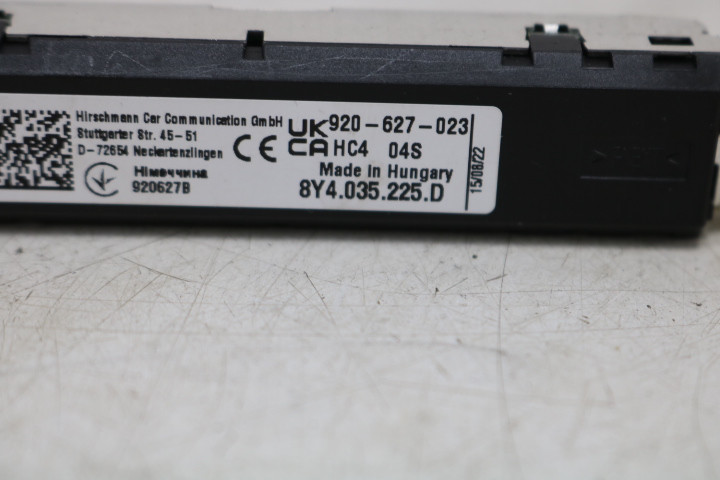 Hirschmann Car Communication GmbH
Stuttgarter Str. 45-51
D-72654 Neckartenzlingen
CE
UK
CA
920-627-023
HC4 04S
Німеччина
920627B
Made in Hungary
8Y4.035.225.D
15/08/22